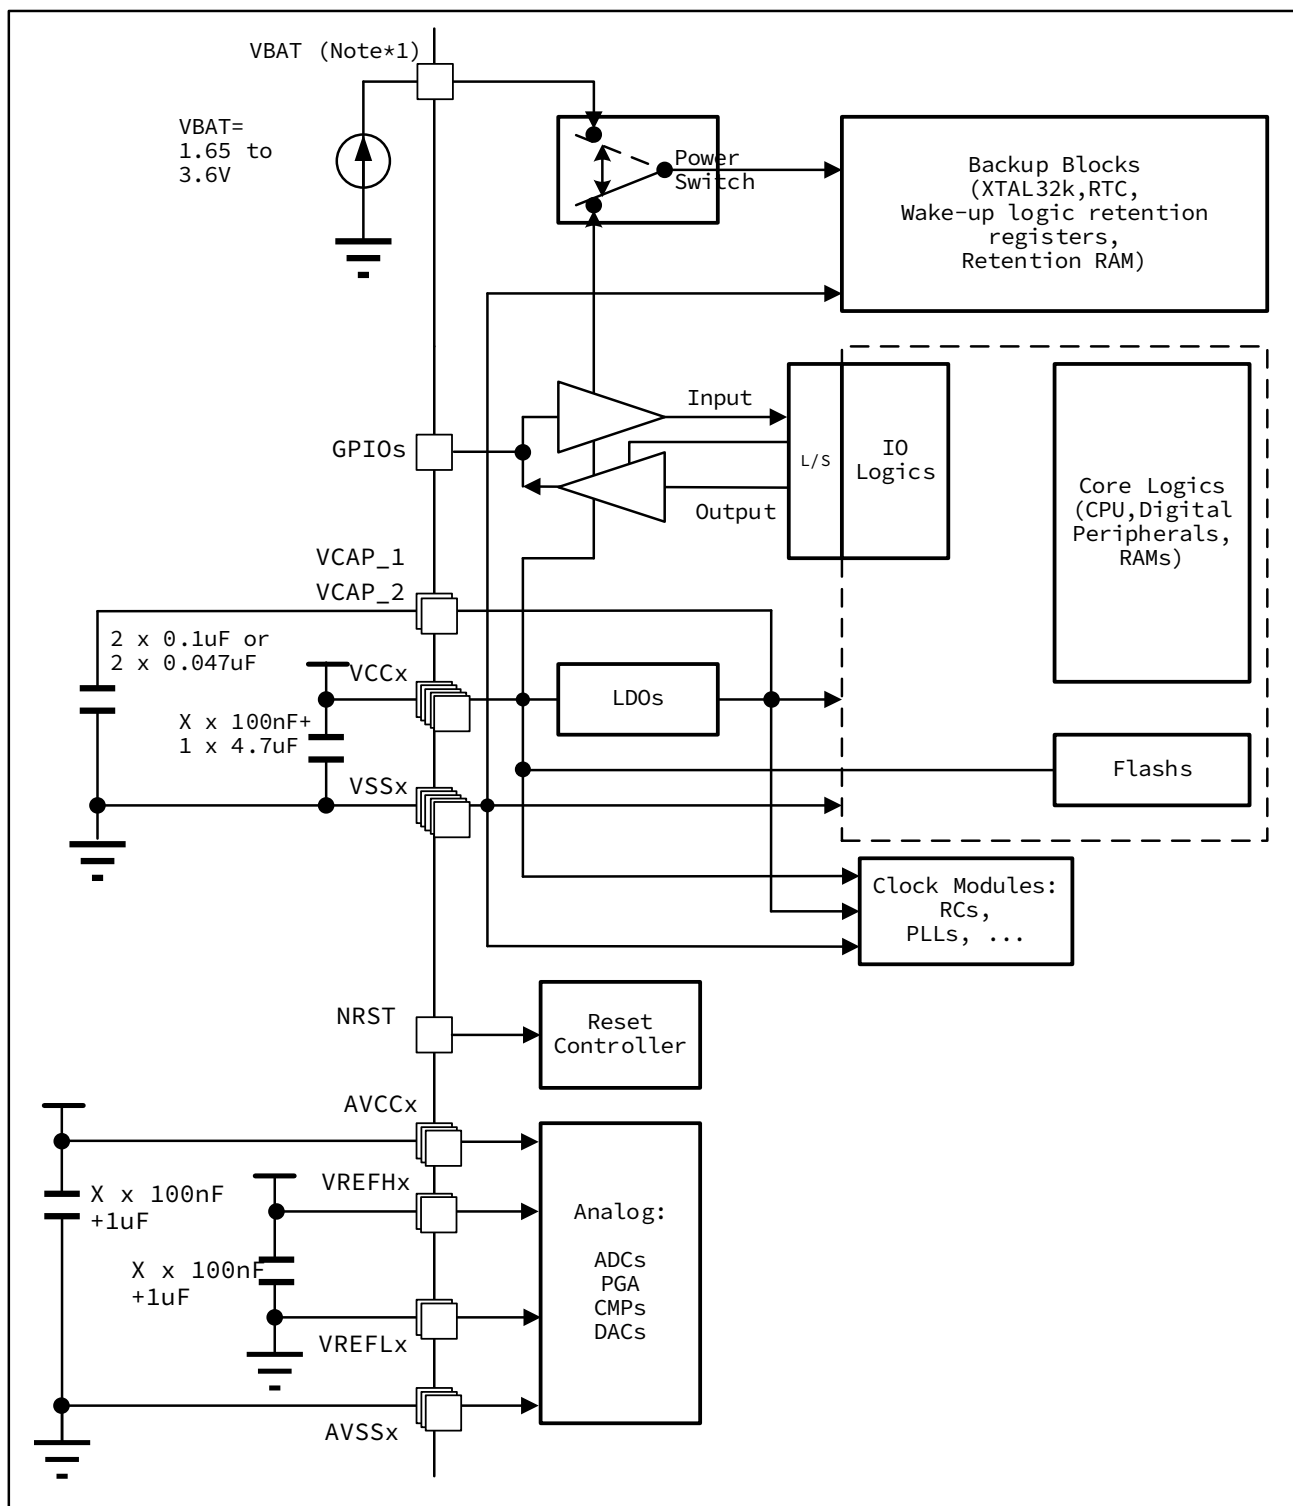 VBAT (Note*1)
VBAT=
1.65 to
3.6V
Power
Switch
Backup Blocks
(XTAL32k,RTC,
Wake-up logic retention
registers,
Retention RAM)
Input
GPIOs
L/S
IO
Logics
Output
Core Logics
(CPU,Digital
Peripherals,
RAMs)
VCAP_1
VCAP_2
2 x 0.1uF or
2 x 0.047uF
VCCx
LDOs
X x 100nF+
1 x 4.7uF
VSSx
Flashs
Clock Modules:
RCs,
PLLs, ...
NRST
Reset
Controller
AVCCx
X x 100nF
+1uF
VREFHx
Analog:
ADCs
PGA
CMPs
DACs
X x 100nF
+1uF
VREFLx
AVSSx